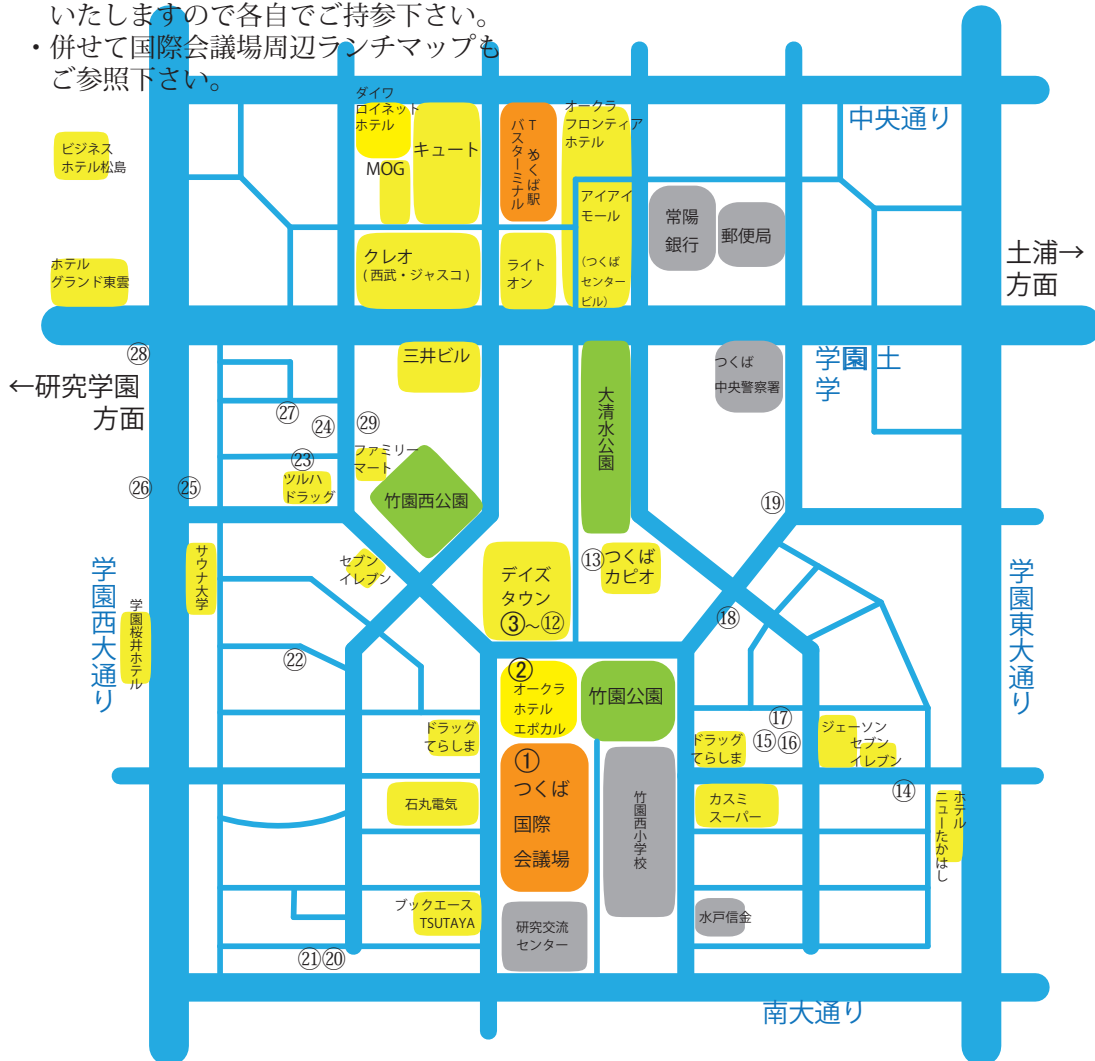 いたしますので各自でご持参下さい。
・併せて国際会議場周辺ランチマップも
ご参照下さい。
ダイワ
ロイネット
ホテル
キュート
MOG
バスターミナル
オークラ
フロンティア
ホテル
中央通り
ビジネス
ホテル松島
アイアイ
モール
(つくば
センター
ビル)
常陽
銀行
郵便局
土浦→
方面
ホテル
グランド東雲
クレオ
(西武・ジャスコ)
ライト
オン
㉘
←研究学園
方面
三井ビル
大清水公園
つくば
中央警察署
学園 土
学
㉗
㉔
㉙
ファミリー
マート
㉓
ツルハ
ドラッグ
㉖
㉕
竹園西公園
⑲
サウナ大学
セブン
イレブン
デイズ
タウン
③~⑫
⑬
つくば
カピオ
学園西大通り
学園桜井ホテル
学園東大通り
㉒
⑱
②
オークラ
ホテル
エポカル
竹園公園
ドラッグ
てらしま
ドラッグ
てらしま
⑰
⑮⑯
ジェーソン
セブン
イレブン
①
つくば
国際
会議場
石丸電気
竹園西小学校
カスミ
スーパー
⑭
ホテル
ニューたかはし
ブックエース
TSUTAYA
研究交流
センター
水戸信金
㉑⑳
南大通り